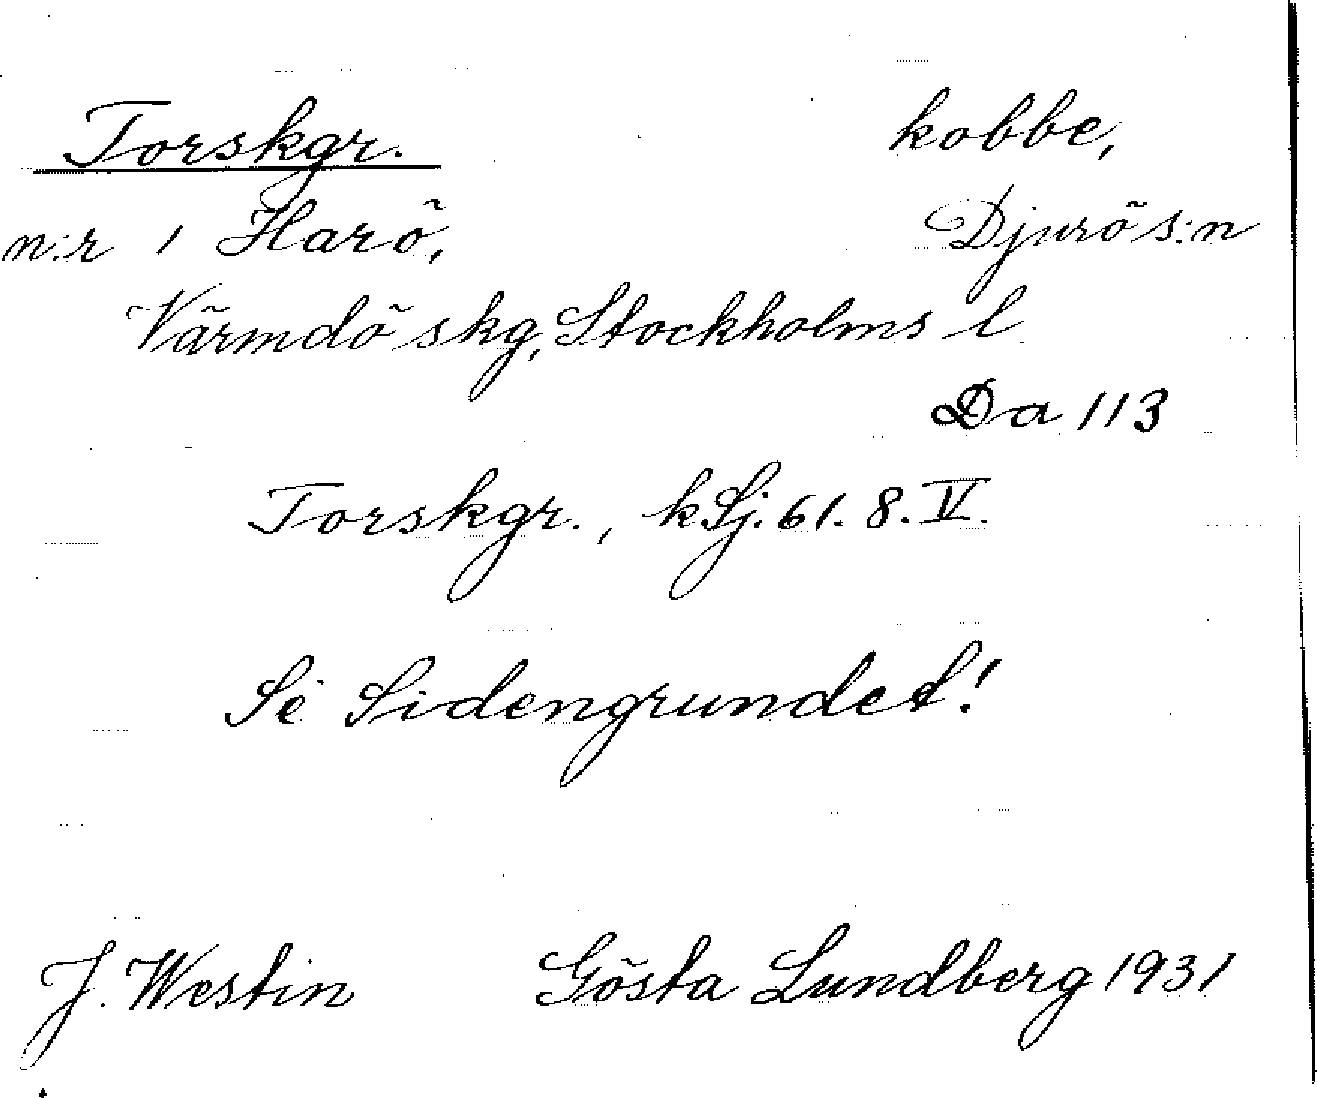 Torskgr. kobbe,
n:r 1 Harö, Djurö s:n
Värmdö skg, Stockholms l
Da 113
Torskgr., k Sj. 61. 8. V.
Se Sidengrundet!
J. Westin Gösta Lundberg 1931